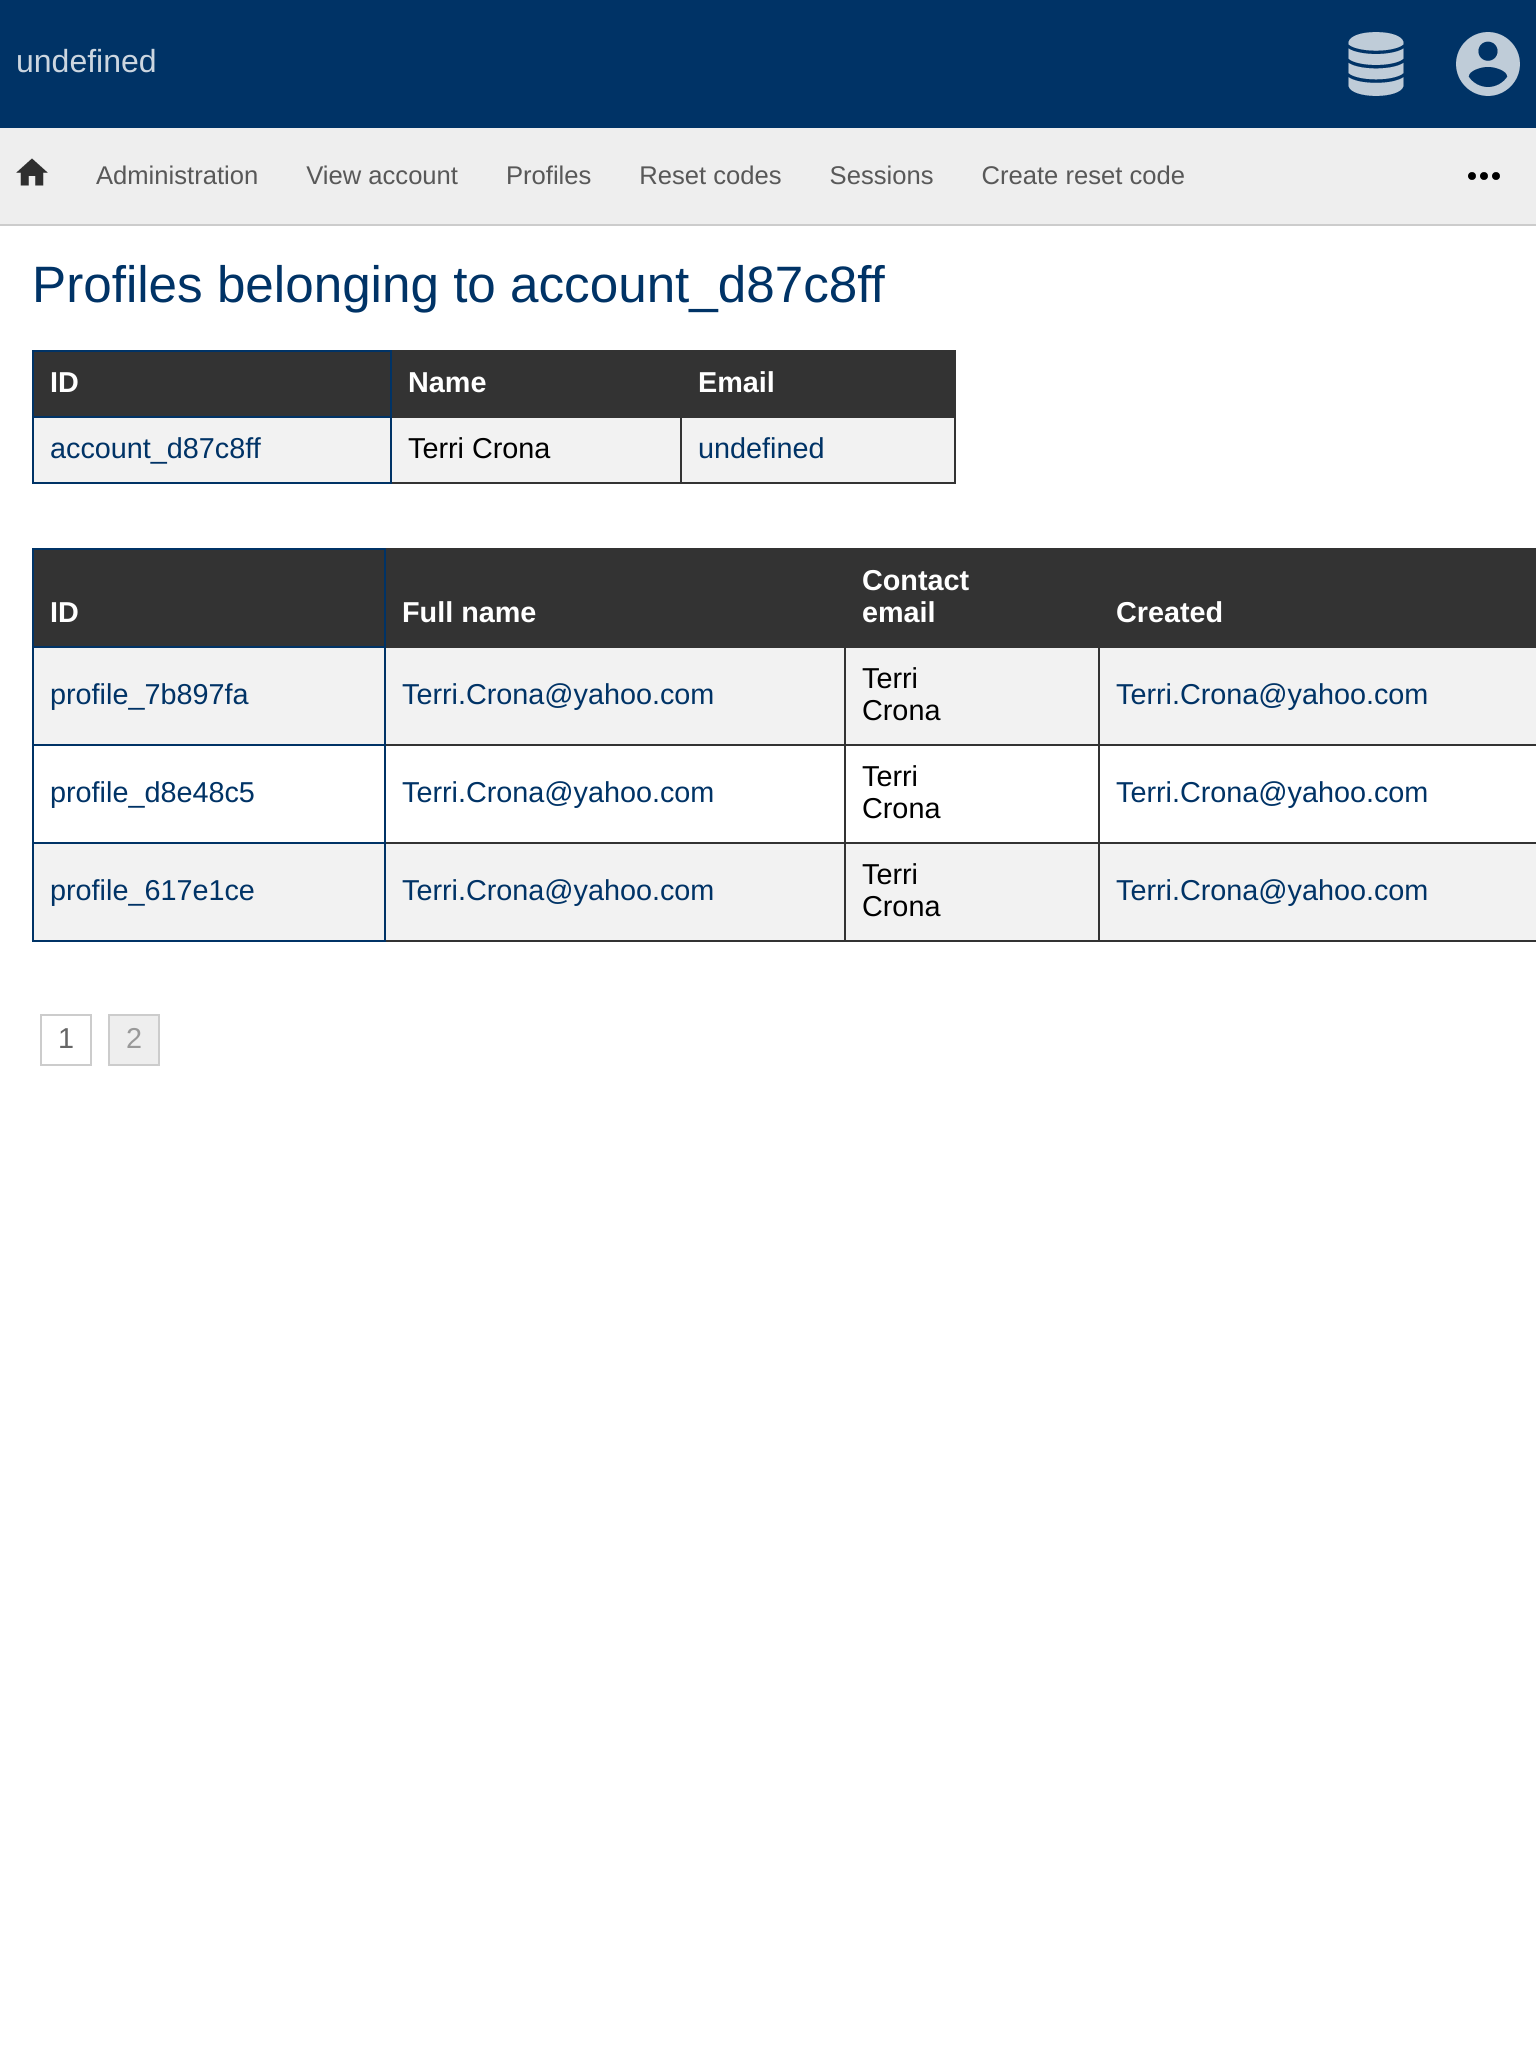 undefined
Administration View account Profiles Reset codes Sessions Create reset code
Profiles belonging to account_d87c8ff
ID Name Email
account_d87c8ff Terri Crona undefined
ID Full name Contact email Created
profile_7b897fa Terri.Crona@yahoo.com Terri Crona Terri.Crona@yahoo.com
profile_d8e48c5 Terri.Crona@yahoo.com Terri Crona Terri.Crona@yahoo.com
profile_617e1ce Terri.Crona@yahoo.com Terri Crona Terri.Crona@yahoo.com
1 2